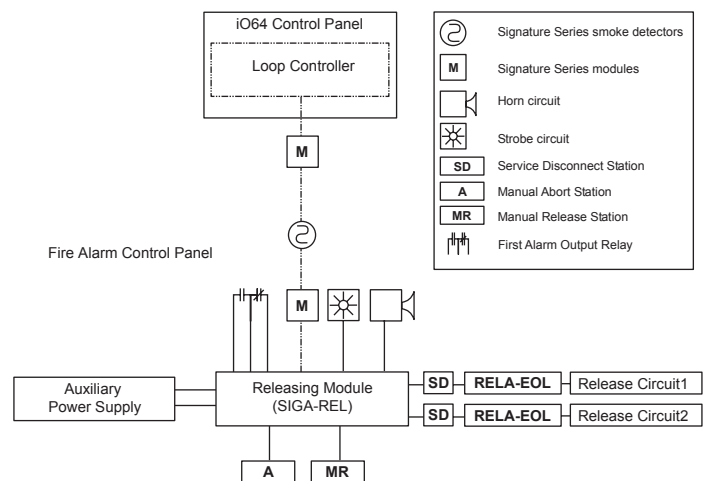 iO64 Control Panel
Loop Controller
M
Fire Alarm Control Panel
M
Auxiliary
Power Supply
Releasing Module
(SIGA-REL)
SD
RELA-EOL
Release Circuit1
SD
RELA-EOL
Release Circuit2
A
MR
Signature Series smoke detectors
M
Signature Series modules
Horn circuit
Strobe circuit
SD
Service Disconnect Station
A
Manual Abort Station
MR
Manual Release Station
First Alarm Output Relay